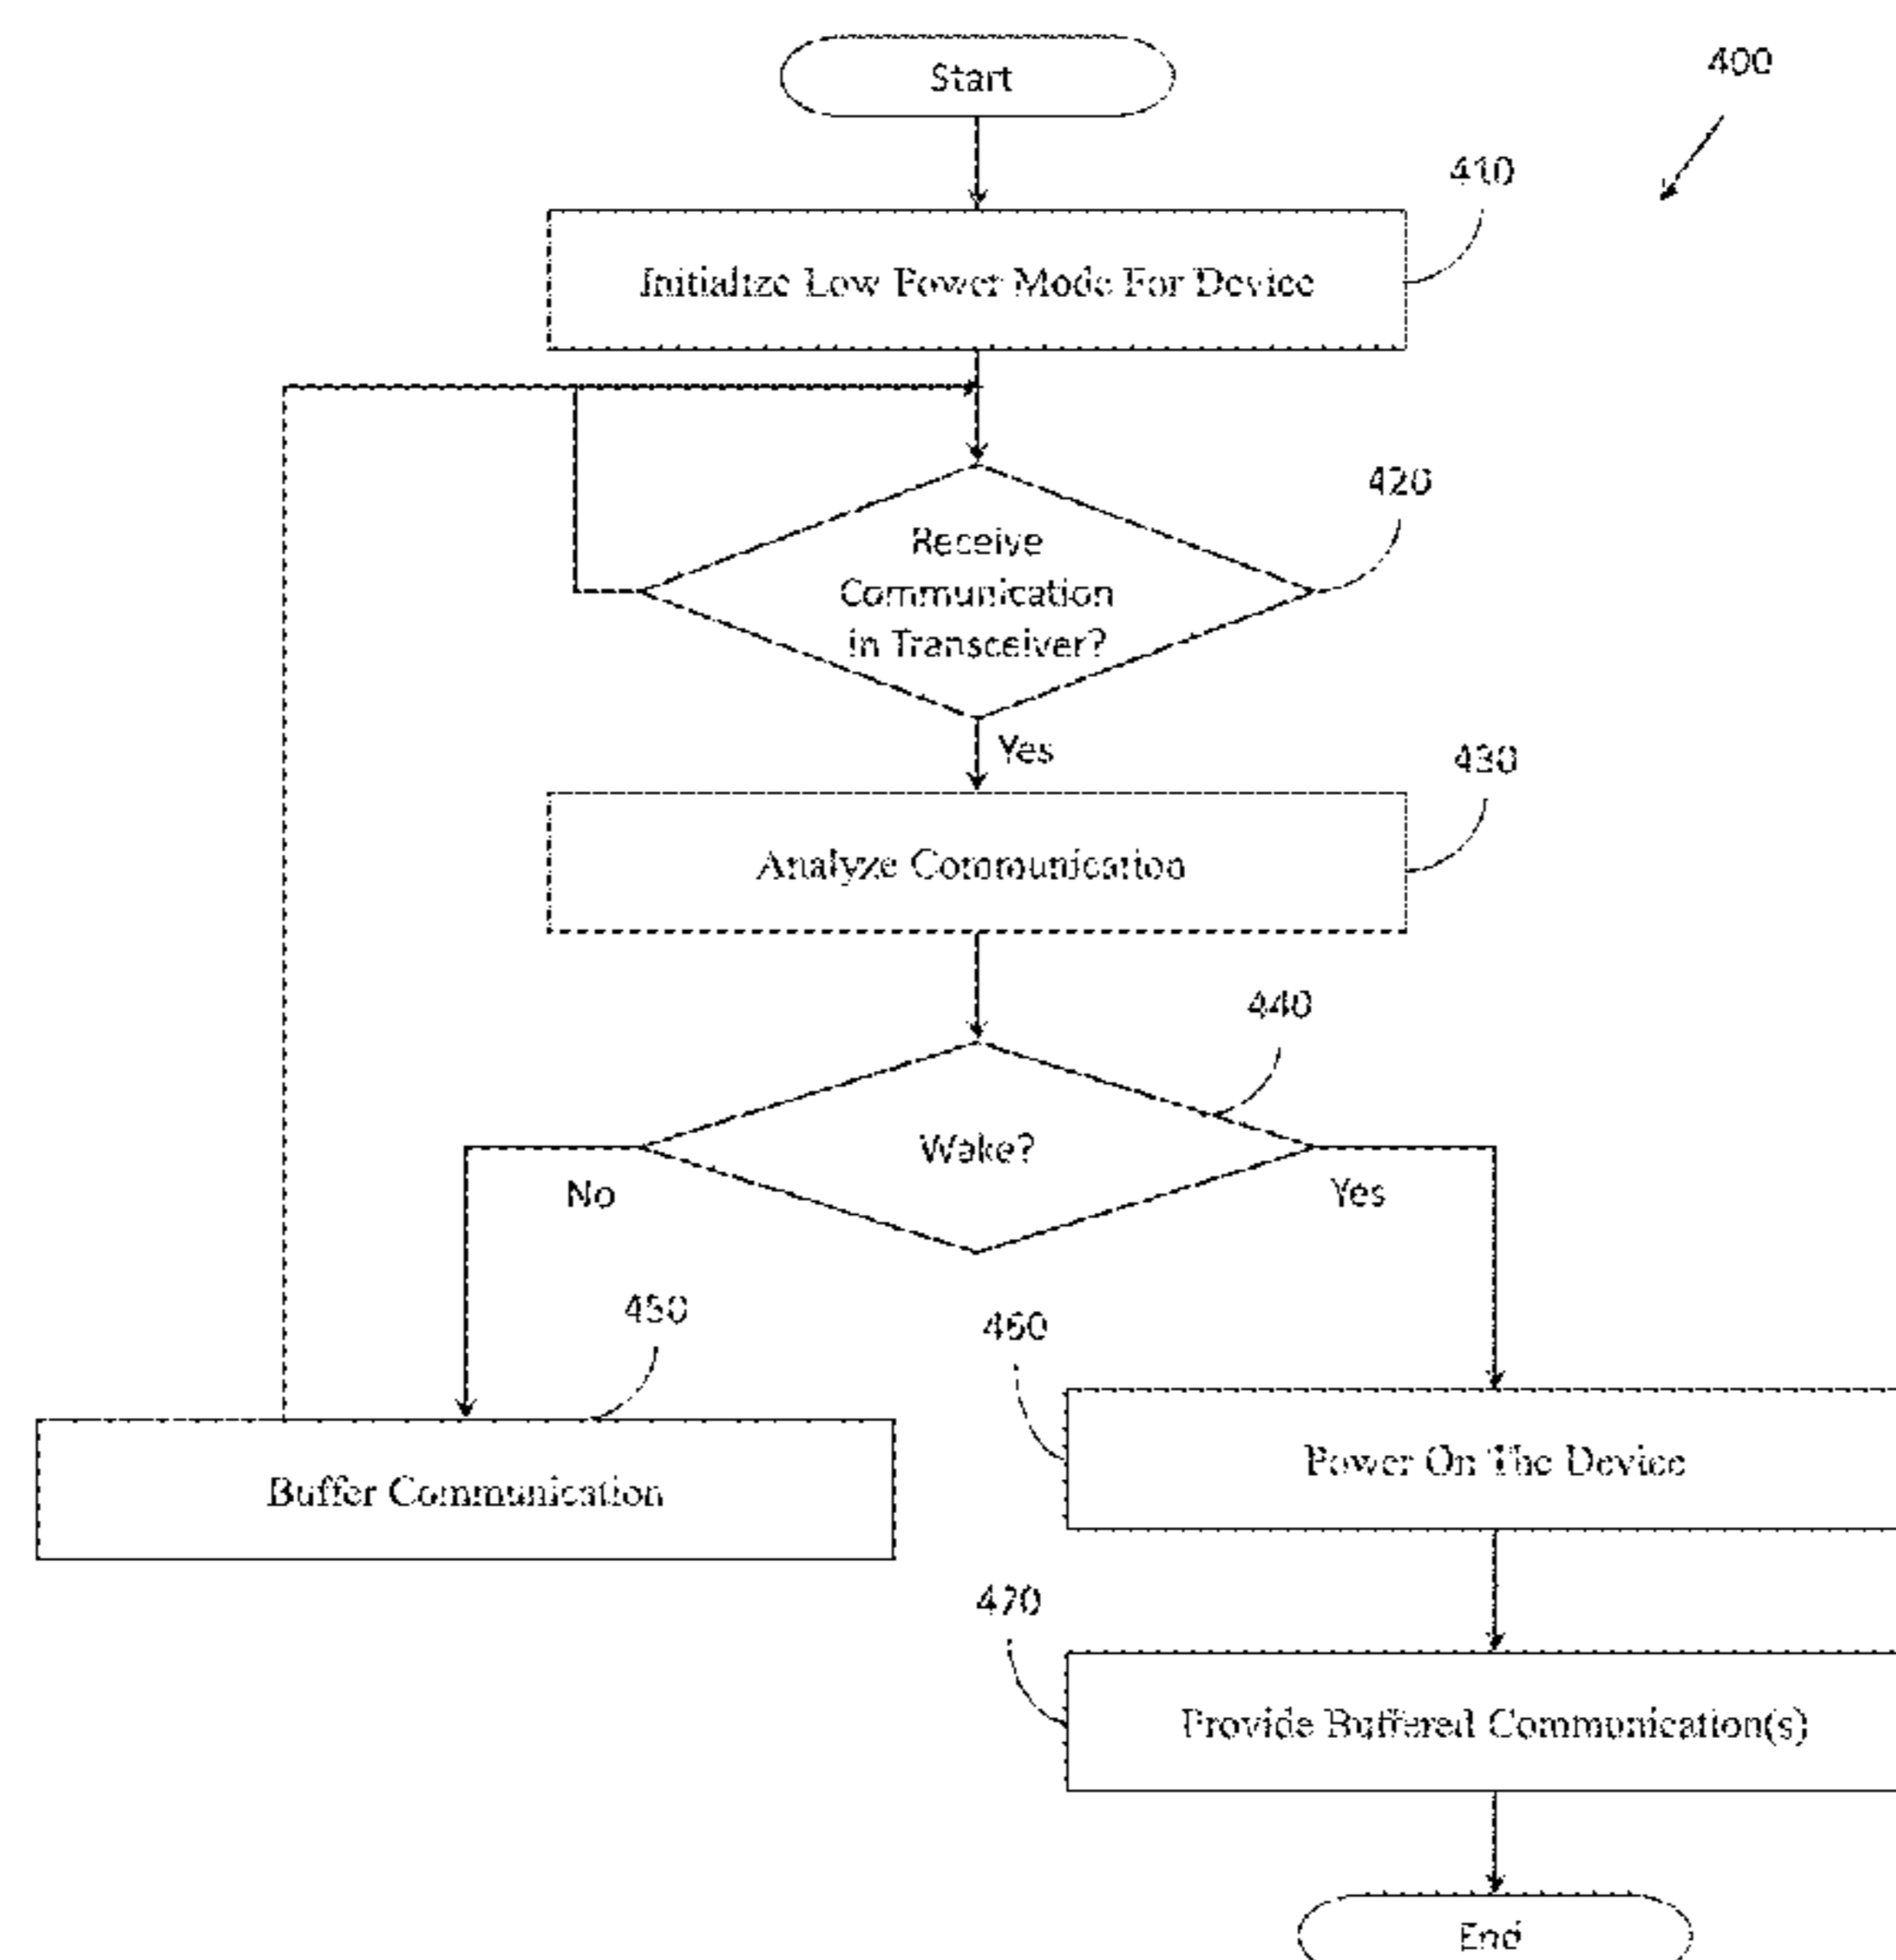 Start
400
410
Initialize Low Power Mode For Device
420
Receive
Communication
in Transceiver?
Yes
430
Analyze Communication
440
Wake?
No
Yes
450
460
Power On The Device
Buffer Communication
470
Provide Buffered Communication(s)
End